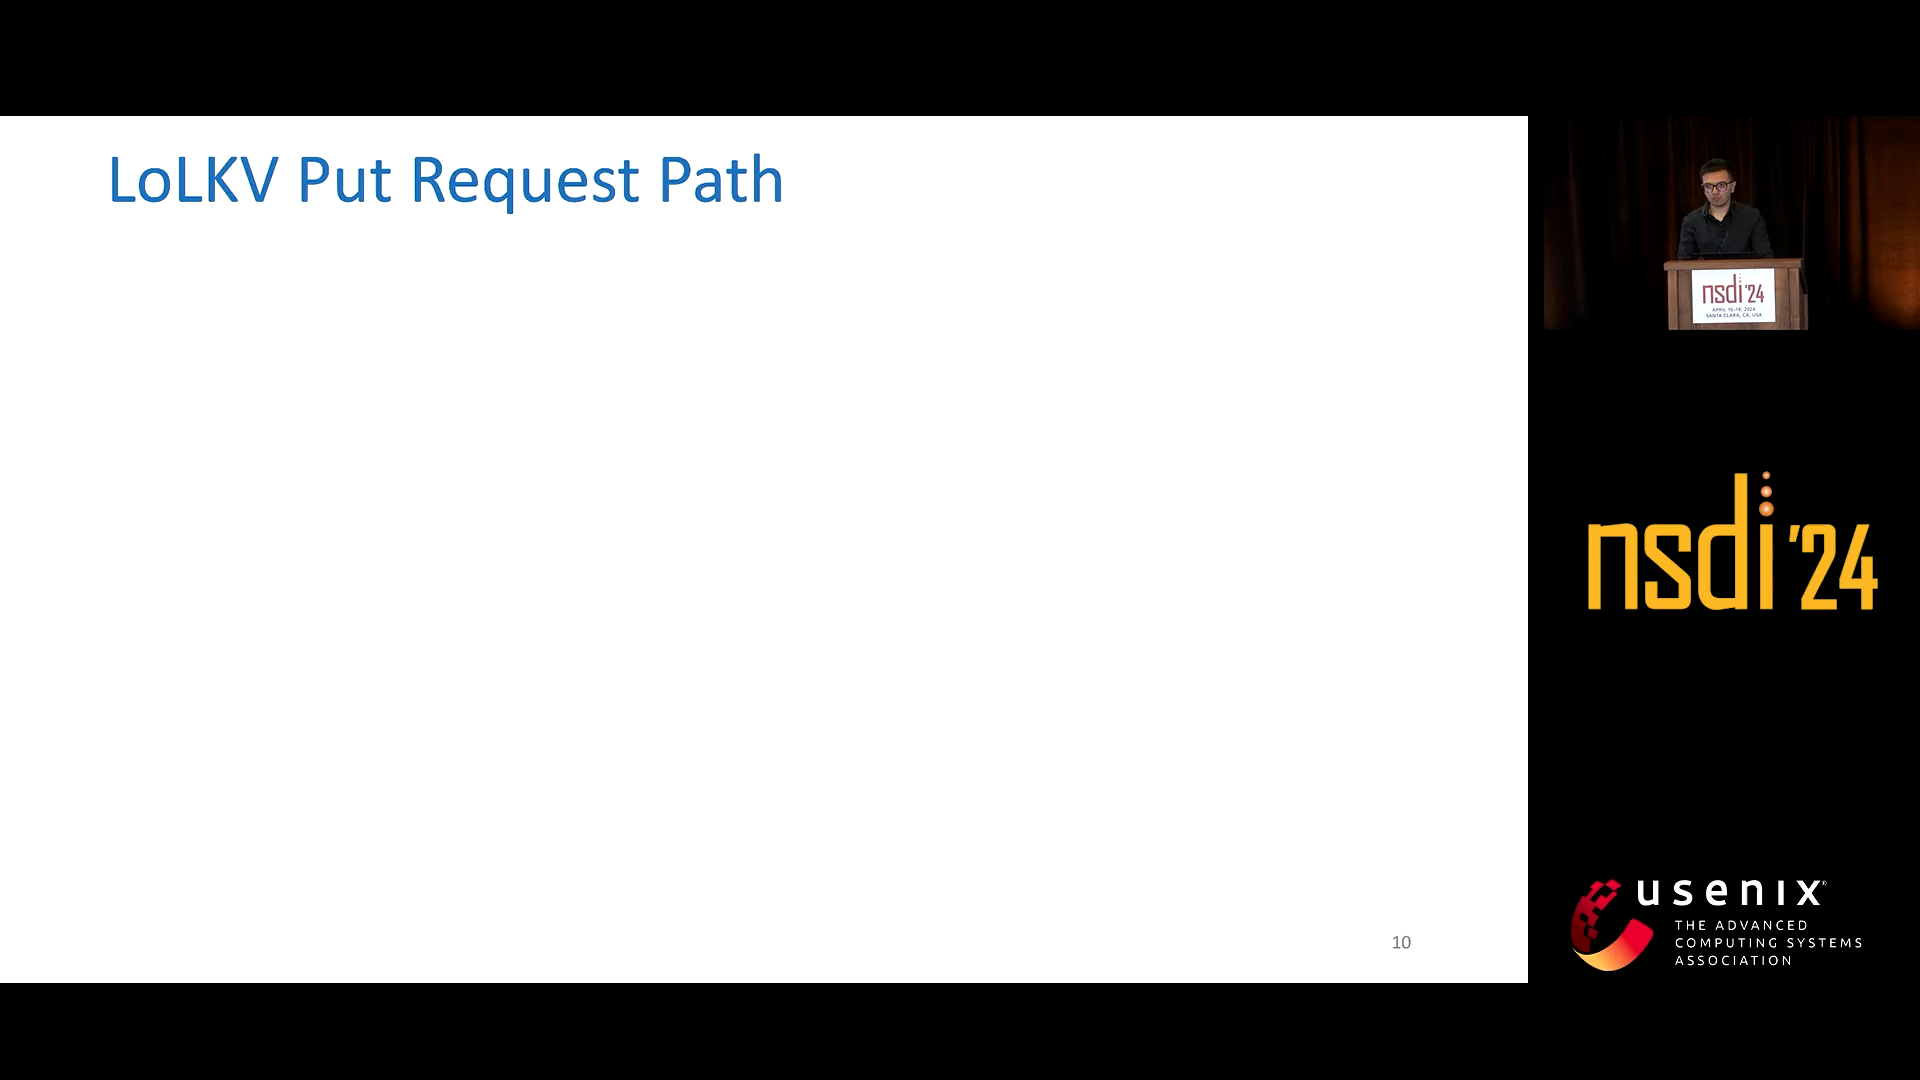 LoLKV Put Request Path
10
nsdi '24
APRIL 16–18, 2024
SANTA CLARA, CA, USA
nsdi '24
usenix®
THE ADVANCED
COMPUTING SYSTEMS
ASSOCIATION